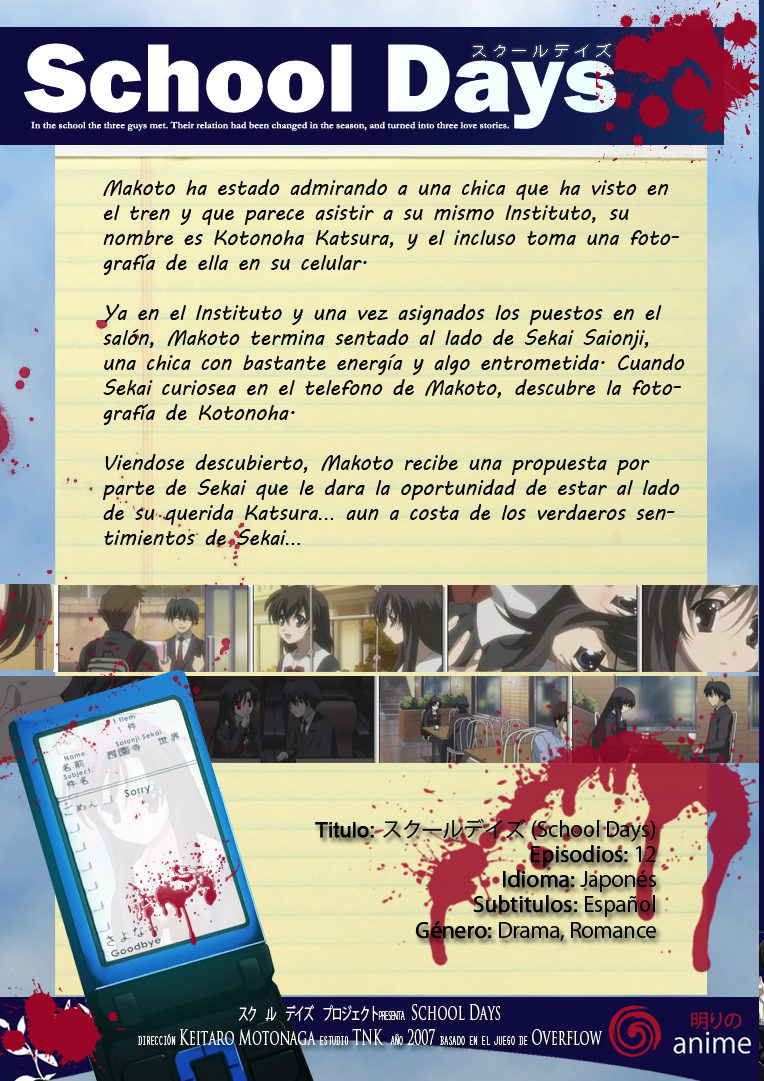 スクールデイズ
School Days
In the school the three guys met. Their relation had been changed in the season, and turned into three love stories.
Makoto ha estado admirando a una chica que ha visto en
el tren y que parece asistir a su mismo Instituto, su
nombre es Kotonoha Katsura, y el incluso toma una foto-
grafía de ella en su celular.
Ya en el Instituto y una vez asignados los puestos en el
salón, Makoto termina sentado al lado de Sekai Saionji,
una chica con bastante energía y algo entrometida. Cuando
Sekai curiosea en el telefono de Makoto, descubre la foto-
grafía de Kotonoha.
Viendose descubierto, Makoto recibe una propuesta por
parte de Sekai que le dara la oportunidad de estar al lado
de su querida Katsura... aun a costa de los verdaeros sen-
timientos de Sekai...
1 Item
1 件
Name: Saionji Sekai
名前 西園寺 世界
Subject:
件名
ごめん Sorry
さよなら
Goodbye
Titulo: スクールデイズ (School Days)
Episodios: 12
Idioma: Japonés
Subtitulos: Español
Género: Drama, Romance
スクール デイズ プロジェクト PRESENTA SCHOOL DAYS
DIRECCIÓN KEITARO MOTONAGA ESTUDIO TNK AÑO 2007 BASADO EN EL JUEGO DE OVERFLOW
明りの
anime